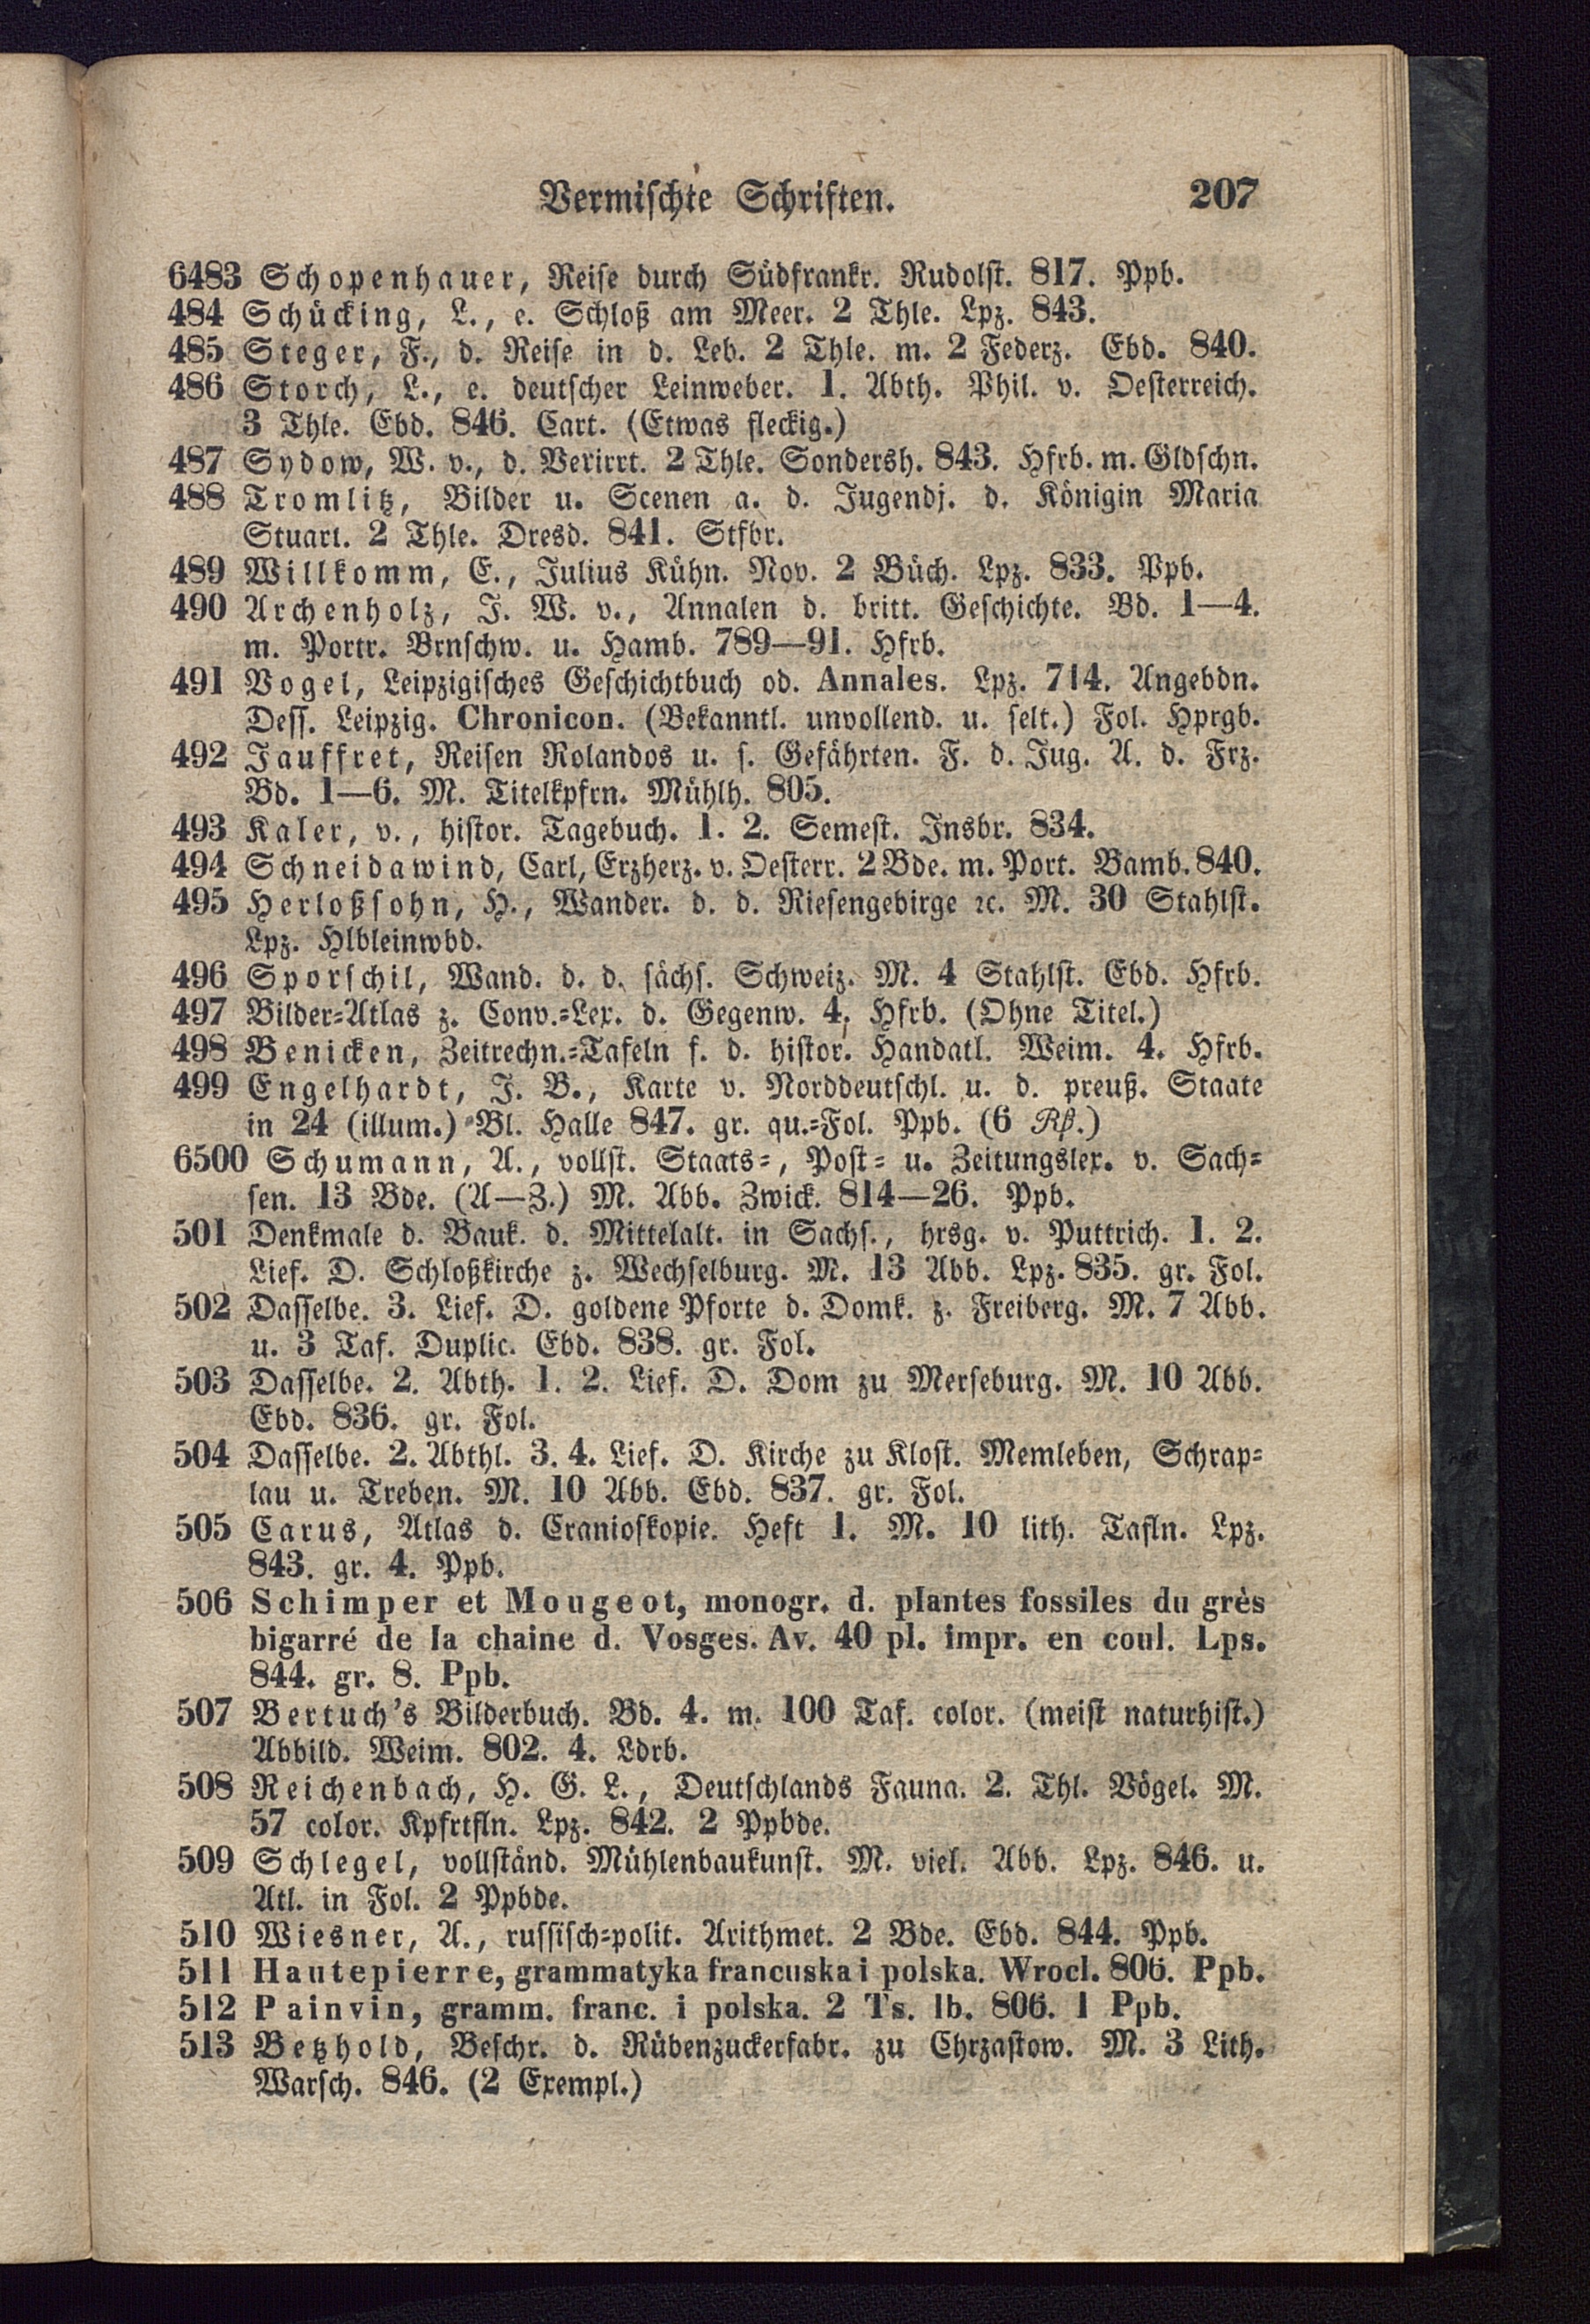 Vermischte Schriften. 207
6483 Schopenhauer, Reise durch Südfrankr. Rudolst. 817. Ppb.
484 Schücking, L., e. Schloß am Meer. 2 Thle. Lpz. 843.
485 Steger, F., d. Reise in d. Leb. 2 Thle. m. 2 Federz. Ebd. 840.
486 Storch, L., e. deutscher Leinweber. 1. Abth. Phil. v. Oesterreich.
3 Thle. Ebd. 846. Cart. (Etwas fleckig.)
487 Sydow, W. v., d. Verirrt. 2 Thle. Sondersh. 843. Hfrb. m. Gldschn.
488 Tromlitz, Bilder u. Scenen a. d. Jugendj. d. Königin Maria
Stuart. 2 Thle. Dresd. 841. Stfbr.
489 Willkomm, E., Julius Kühn. Nov. 2 Büch. Lpz. 833. Ppb.
490 Archenholz, J. W. v., Annalen d. britt. Geschichte. Bd. 1—4.
m. Portr. Brnschw. u. Hamb. 789—91. Hfrb.
491 Vogel, Leipzigisches Geschichtbuch od. Annales. Lpz. 714. Angebdn.
Dess. Leipzig. Chronicon. (Bekanntl. unvollend. u. selt.) Fol. Hprgb.
492 Jauffret, Reisen Rolandos u. s. Gefährten. F. d. Jug. A. d. Frz.
Bd. 1—6. M. Titelkpfrn. Mühlh. 805.
493 Kaler, v., histor. Tagebuch. 1. 2. Semest. Insbr. 834.
494 Schneidawind, Carl, Erzherz. v. Oesterr. 2 Bde. m. Port. Bamb. 840.
495 Herloßsohn, H., Wander. d. d. Riesengebirge ꝛc. M. 30 Stahlst.
Lpz. Hlbleinwbd.
496 Sporschil, Wand. d. d. sächs. Schweiz. M. 4 Stahlst. Ebd. Hfrb.
497 Bilder-Atlas z. Conv.-Lex. d. Gegenw. 4. Hfrb. (Ohne Titel.)
498 Benicken, Zeitrechn.-Tafeln f. d. histor. Handatl. Weim. 4. Hfrb.
499 Engelhardt, J. B., Karte v. Norddeutschl. u. d. preuß. Staate
in 24 (illum.) Bl. Halle 847. gr. qu.-Fol. Ppb. (6 Rß.)
6500 Schumann, A., vollst. Staats-, Post- u. Zeitungslex. v. Sach-
sen. 13 Bde. (A—Z.) M. Abb. Zwick. 814—26. Ppb.
501 Denkmale d. Bauk. d. Mittelalt. in Sachs., hrsg. v. Puttrich. 1. 2.
Lief. D. Schloßkirche z. Wechselburg. M. 13 Abb. Lpz. 835. gr. Fol.
502 Dasselbe. 3. Lief. D. goldene Pforte d. Domk. z. Freiberg. M. 7 Abb.
u. 3 Taf. Duplic. Ebd. 838. gr. Fol.
503 Dasselbe. 2. Abth. 1. 2. Lief. D. Dom zu Merseburg. M. 10 Abb.
Ebd. 836. gr. Fol.
504 Dasselbe. 2. Abthl. 3. 4. Lief. D. Kirche zu Klost. Memleben, Schrap-
lau u. Treben. M. 10 Abb. Ebd. 837. gr. Fol.
505 Carus, Atlas d. Cranioskopie. Heft 1. M. 10 lith. Tafln. Lpz.
843. gr. 4. Ppb.
506 Schimper et Mougeot, monogr. d. plantes fossiles du grès
bigarré de la chaine d. Vosges. Av. 40 pl. impr. en coul. Lps.
844. gr. 8. Ppb.
507 Bertuch's Bilderbuch. Bd. 4. m. 100 Taf. color. (meist naturhist.)
Abbild. Weim. 802. 4. Ldrb.
508 Reichenbach, H. G. L., Deutschlands Fauna. 2. Thl. Vögel. M.
57 color. Kpfrtfln. Lpz. 842. 2 Ppbde.
509 Schlegel, vollständ. Mühlenbaukunst. M. viel. Abb. Lpz. 846. u.
Atl. in Fol. 2 Ppbde.
510 Wiesner, A., russisch-polit. Arithmet. 2 Bde. Ebd. 844. Ppb.
511 Hautepierre, grammatyka francuska i polska. Wrocl. 806. Ppb.
512 Painvin, gramm. franc. i polska. 2 Ts. Ib. 806. 1 Ppb.
513 Betzhold, Beschr. d. Rübenzuckerfabr. zu Chrzastow. M. 3 Lith.
Warsch. 846. (2 Exempl.)